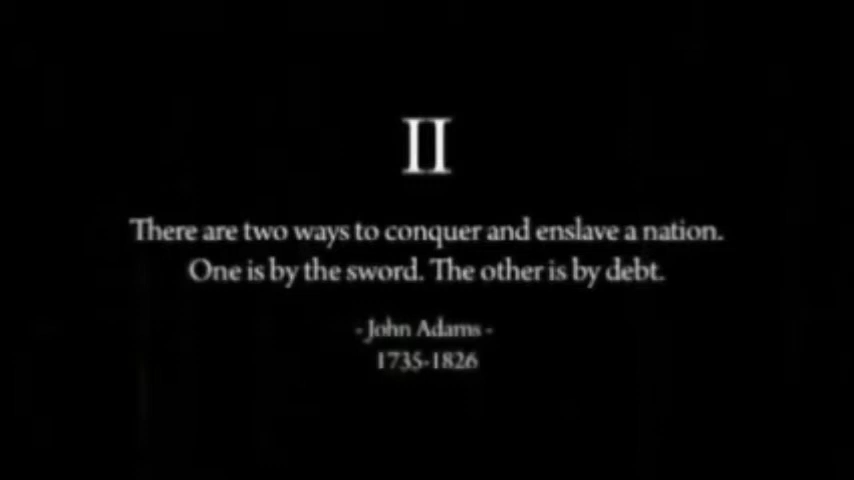 II
There are two ways to conquer and enslave a nation.
One is by the sword. The other is by debt.
- John Adams -
1735-1826